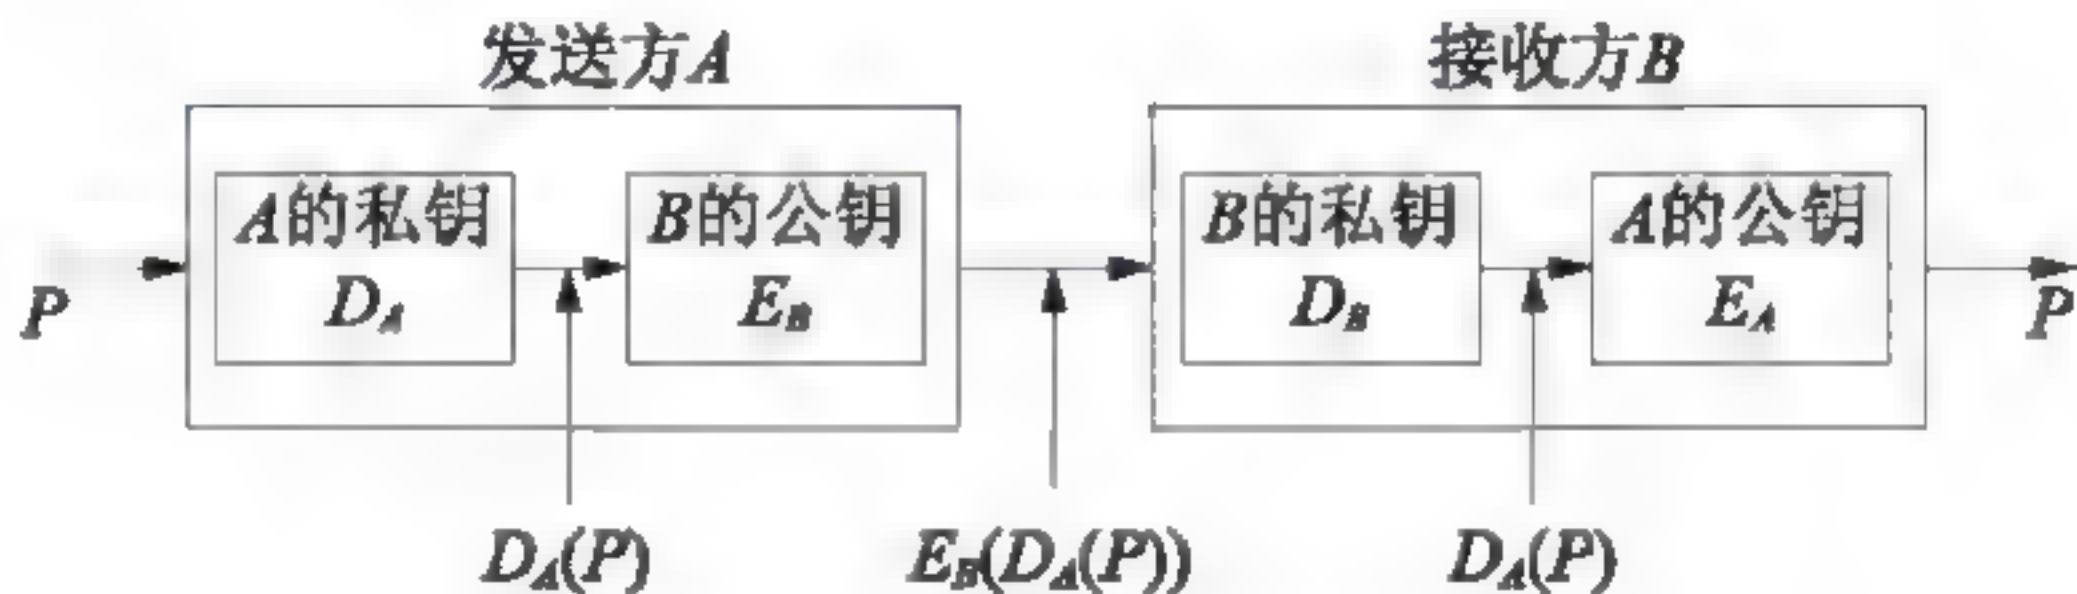 发送方A
接收方B
A的私钥
D_A
B的公钥
E_B
B的私钥
D_B
A的公钥
E_A
P
P
D_A(P)
E_B(D_A(P))
D_A(P)